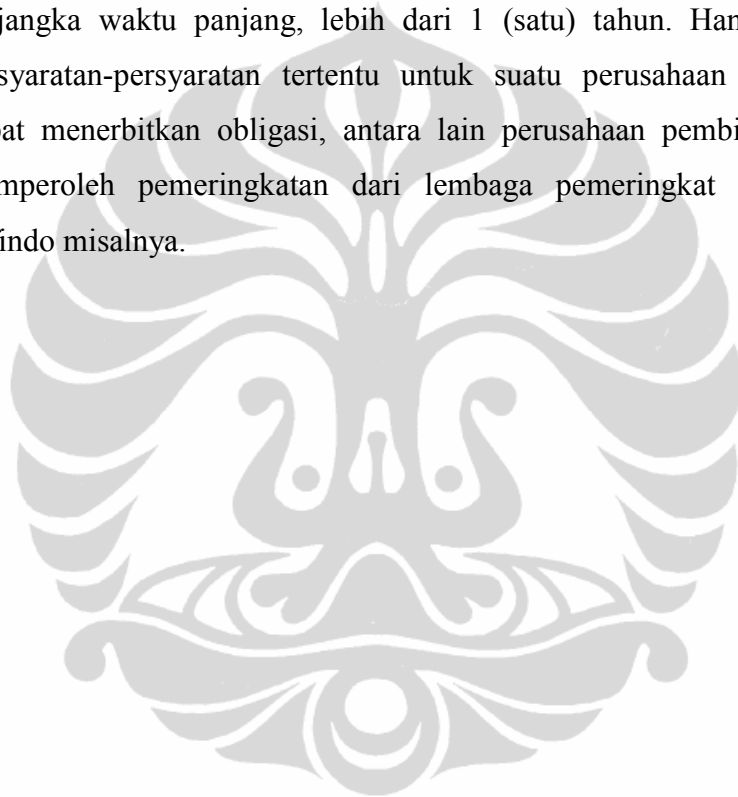 jangka waktu panjang, lebih dari 1 (satu) tahun. Han
syaratan-persyaratan tertentu untuk suatu perusahaan
at menerbitkan obligasi, antara lain perusahaan pembi
mperoleh pemeringkatan dari lembaga pemeringkat
indo misalnya.